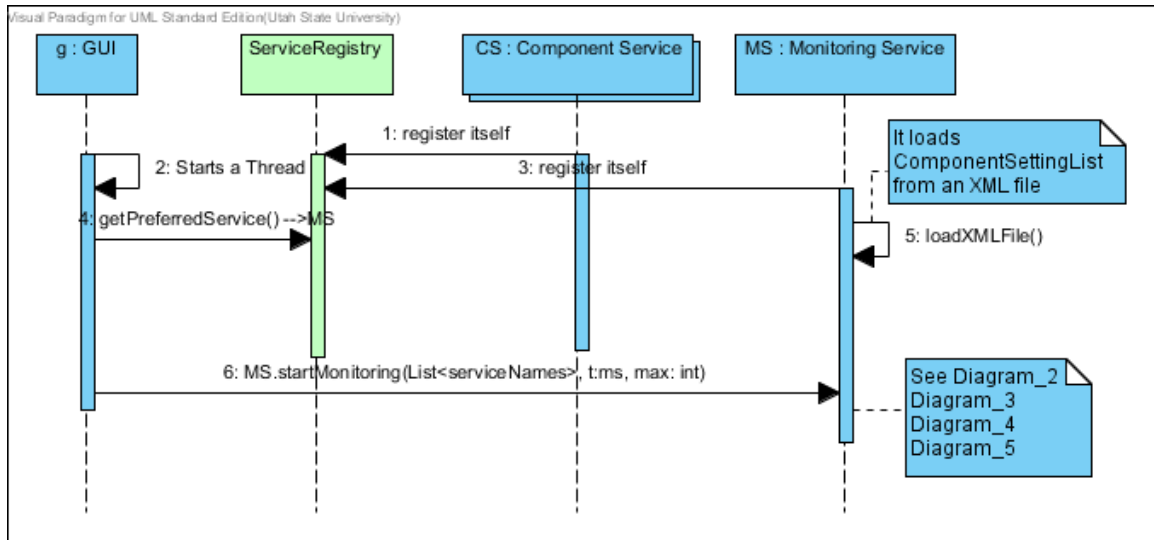 Visual Paradigm for UML Standard Edition(Utah State University)
g : GUI
ServiceRegistry
CS : Component Service
MS : Monitoring Service
1: register itself
It loads
ComponentSettingList
from an XML file
2: Starts a Thread
3: register itself
4: getPreferredService() -->MS
5: loadXMLFile()
6: MS.startMonitoring(List<serviceNames>, t:ms, max: int)
See Diagram_2
Diagram_3
Diagram_4
Diagram_5